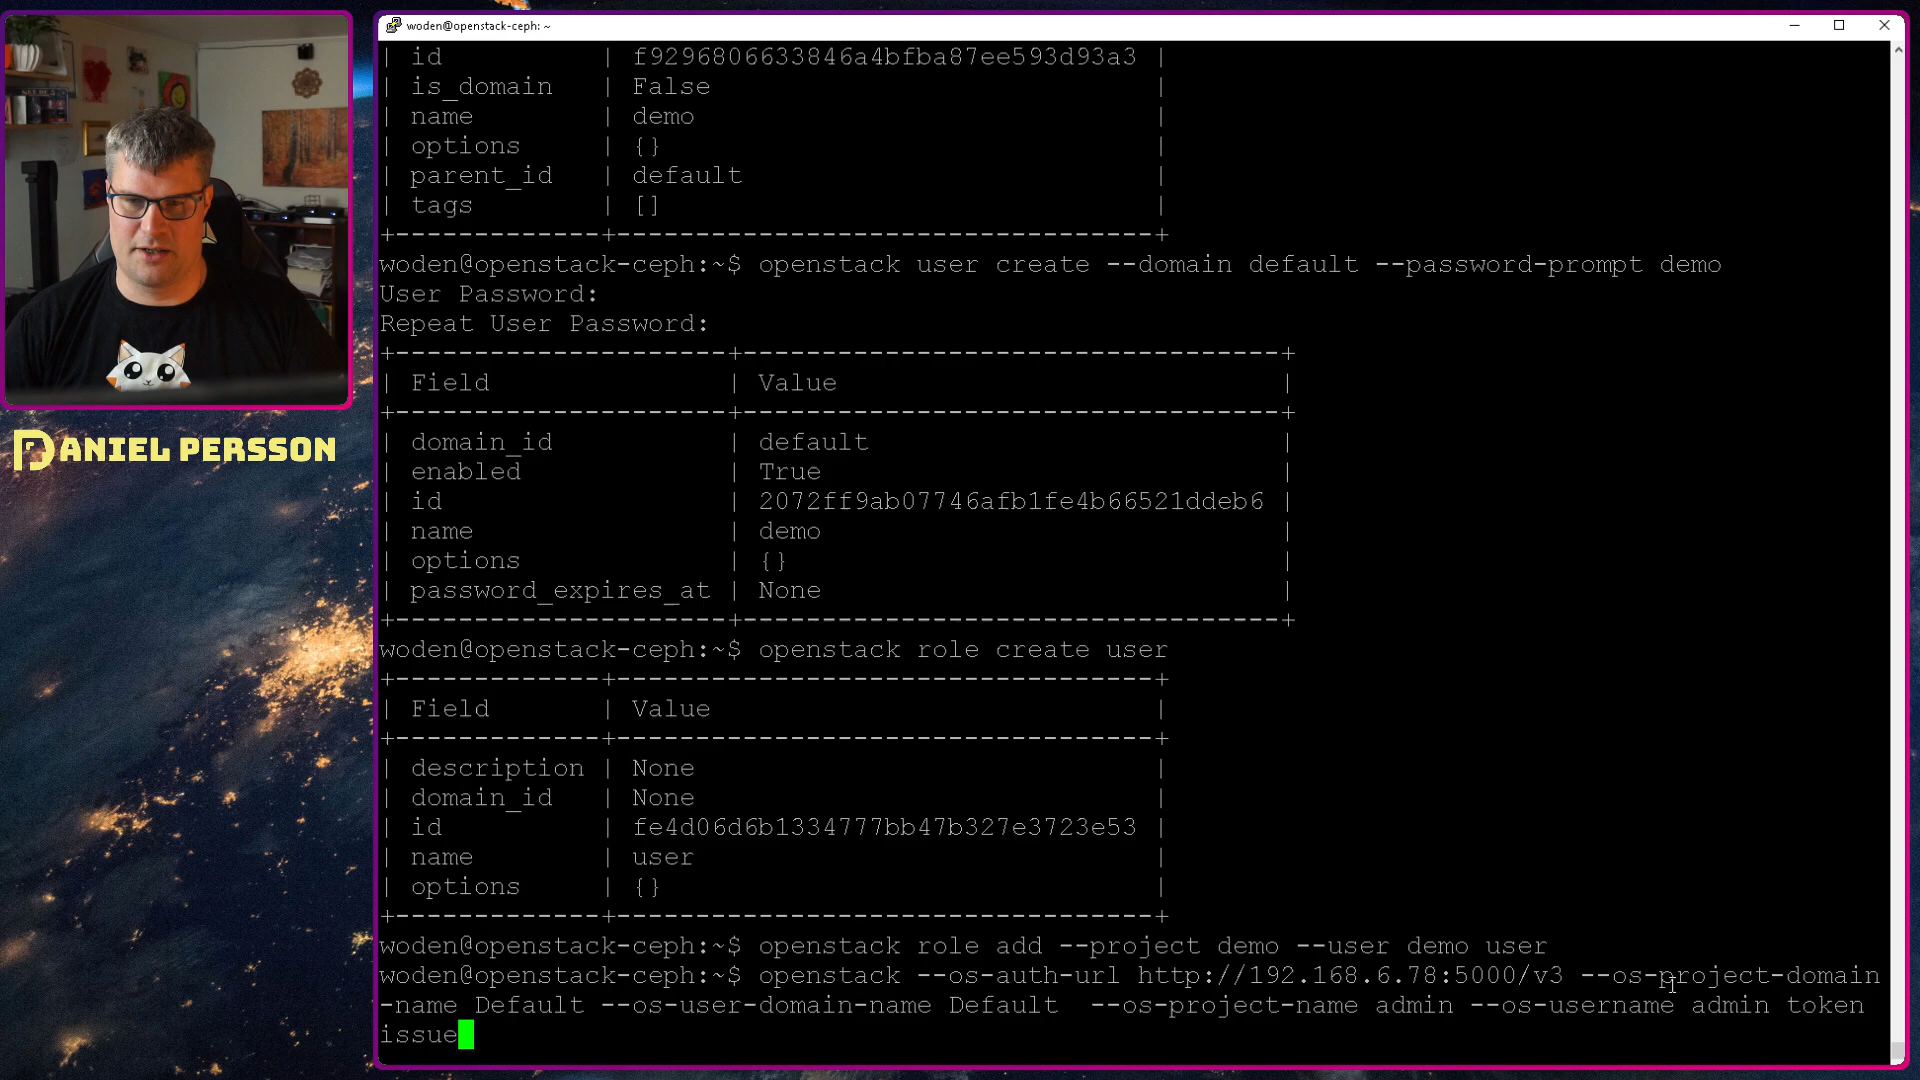 woden@openstack-ceph: ~
| id | f9296806633846a4bfba87ee593d93a3 |
| is_domain | False |
| name | demo |
| options | {} |
| parent_id | default |
| tags | [] |
+-------------+----------------------------------+
woden@openstack-ceph:~$ openstack user create --domain default --password-prompt demo
User Password:
Repeat User Password:
+---------------------+----------------------------------+
| Field | Value |
+---------------------+----------------------------------+
| domain_id | default |
| enabled | True |
| id | 2072ff9ab07746afb1fe4b66521ddeb6 |
| name | demo |
| options | {} |
| password_expires_at | None |
+---------------------+----------------------------------+
woden@openstack-ceph:~$ openstack role create user
+-------------+----------------------------------+
| Field | Value |
+-------------+----------------------------------+
| description | None |
| domain_id | None |
| id | fe4d06d6b1334777bb47b327e3723e53 |
| name | user |
| options | {} |
+-------------+----------------------------------+
woden@openstack-ceph:~$ openstack role add --project demo --user demo user
woden@openstack-ceph:~$ openstack --os-auth-url http://192.168.6.78:5000/v3 --os-project-domain
-name Default --os-user-domain-name Default  --os-project-name admin --os-username admin token
issue
DANIEL PERSSON